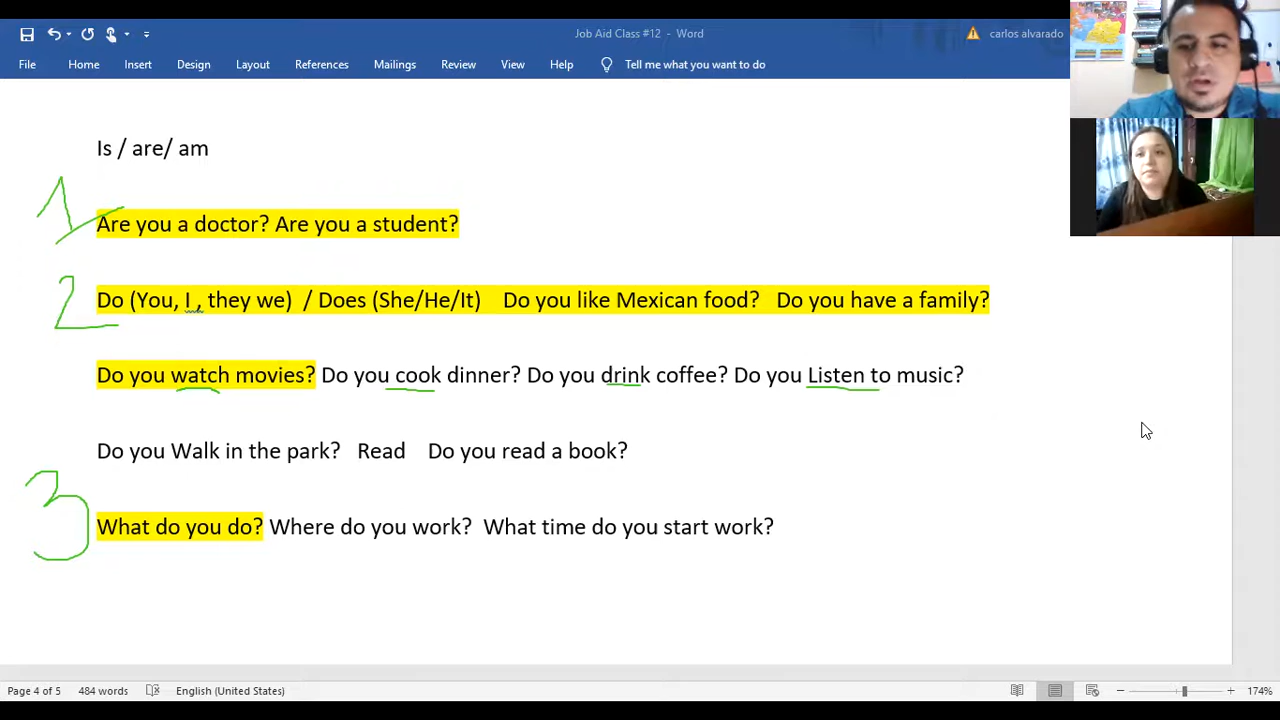 Job Aid Class #12 - Word
carlos alvarado
File Home Insert Design Layout References Mailings Review View Help Tell me what you want to do
Is / are/ am
1
Are you a doctor? Are you a student?
2
Do (You, I , they we) / Does (She/He/It) Do you like Mexican food? Do you have a family?
Do you watch movies? Do you cook dinner? Do you drink coffee? Do you Listen to music?
Do you Walk in the park? Read Do you read a book?
3
What do you do? Where do you work? What time do you start work?
Page 4 of 5 484 words English (United States) 174%